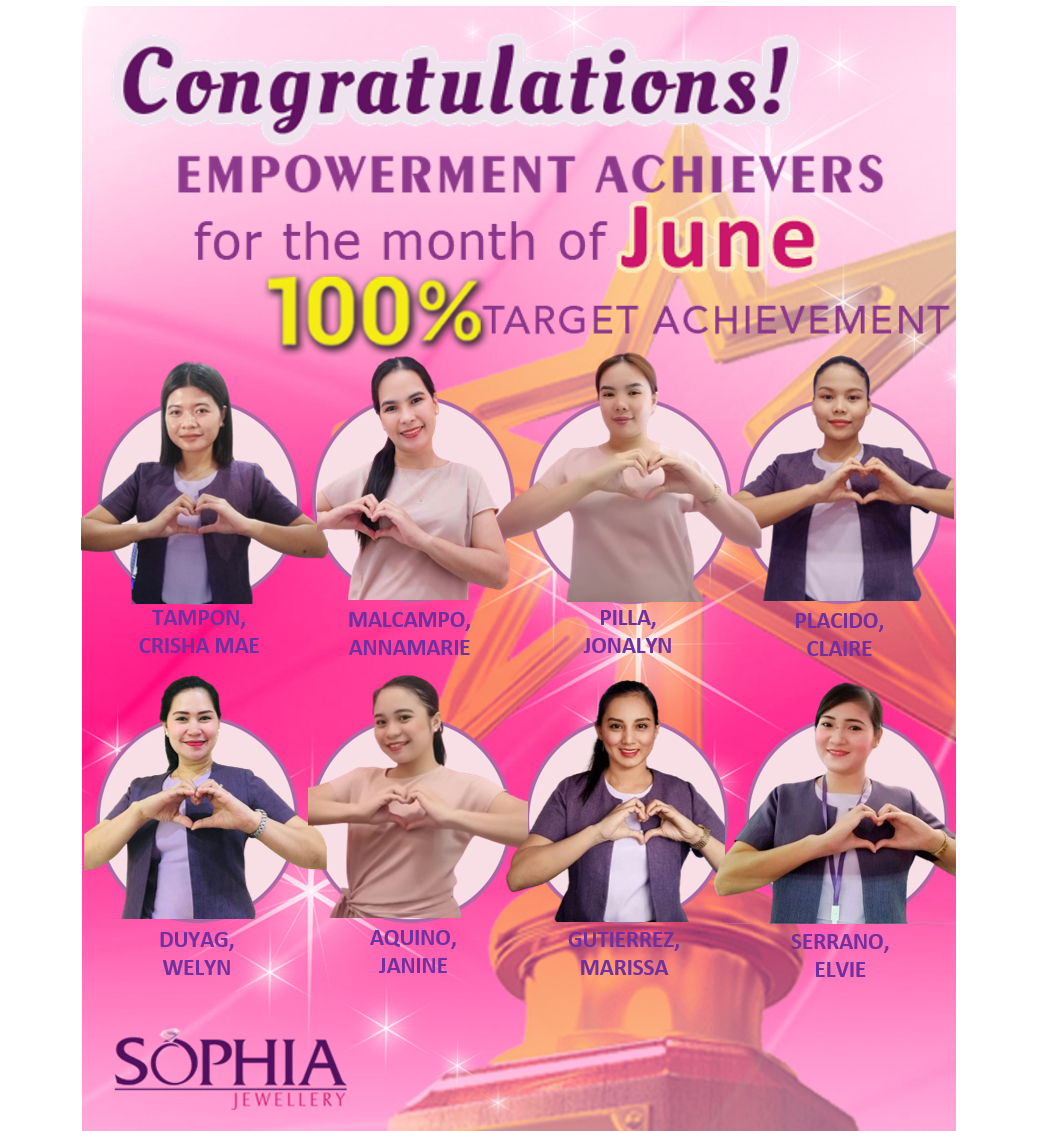 Congratulations!
EMPOWERMENT ACHIEVERS
for the month of June
100% TARGET ACHIEVEMENT
TAMPON,
CRISHA MAE
MALCAMPO,
ANNAMARIE
PILLA,
JONALYN
PLACIDO,
CLAIRE
DUYAG,
WELYN
AQUINO,
JANINE
GUTIERREZ,
MARISSA
SERRANO,
ELVIE
SOPHIA
JEWELLERY